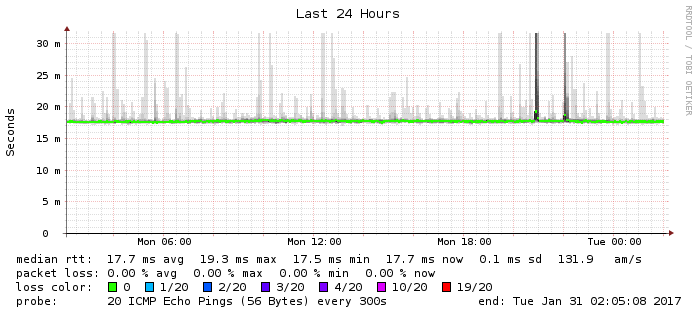 Last 24 Hours
RRDTOOL / TOBI OETIKER
Seconds
30 m
25 m
20 m
15 m
10 m
5 m
0
Mon 06:00 Mon 12:00 Mon 18:00 Tue 00:00
median rtt: 17.7 ms avg 19.3 ms max 17.5 ms min 17.7 ms now 0.1 ms sd 131.9 am/s
packet loss: 0.00 % avg 0.00 % max 0.00 % min 0.00 % now
loss color: 0 1/20 2/20 3/20 4/20 10/20 19/20
probe: 20 ICMP Echo Pings (56 Bytes) every 300s end: Tue Jan 31 02:05:08 2017